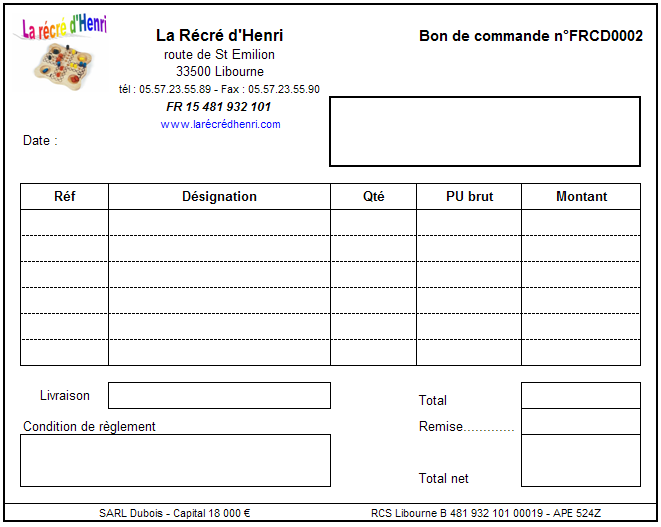 La récré d'Henri
La Récré d'Henri
route de St Emilion
33500 Libourne
tél : 05.57.23.55.89 - Fax : 05.57.23.55.90
FR 15 481 932 101
www.larécrédhenri.com
Bon de commande n°FRCD0002
Date :
Réf Désignation Qté PU brut Montant
Livraison
Total
Condition de règlement
Remise.............
Total net
SARL Dubois - Capital 18 000 € RCS Libourne B 481 932 101 00019 - APE 524Z